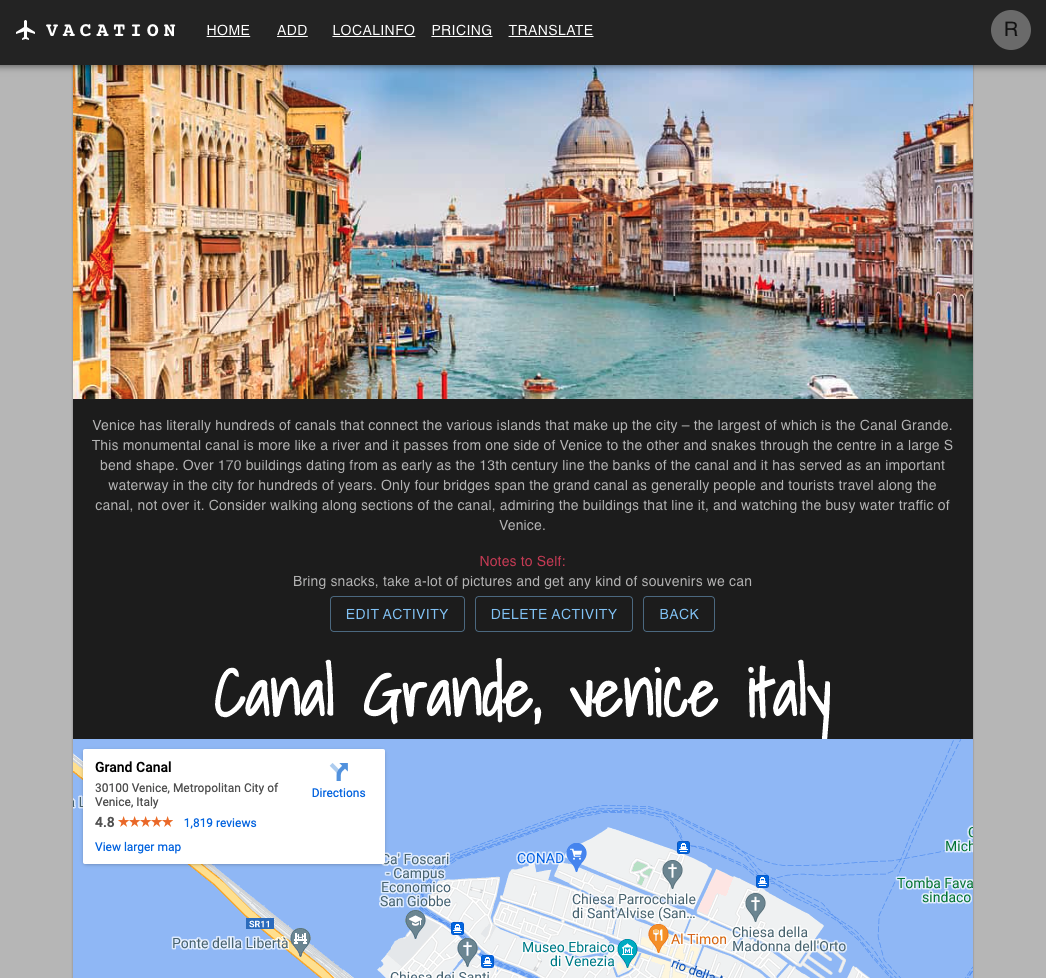 VACATION HOME ADD LOCALINFO PRICING TRANSLATE R
Venice has literally hundreds of canals that connect the various islands that make up the city – the largest of which is the Canal Grande.
This monumental canal is more like a river and it passes from one side of Venice to the other and snakes through the centre in a large S
bend shape. Over 170 buildings dating from as early as the 13th century line the banks of the canal and it has served as an important
waterway in the city for hundreds of years. Only four bridges span the grand canal as generally people and tourists travel along the
canal, not over it. Consider walking along sections of the canal, admiring the buildings that line it, and watching the busy water traffic of
Venice.
Notes to Self:
Bring snacks, take a-lot of pictures and get any kind of souvenirs we can
EDIT ACTIVITY DELETE ACTIVITY BACK
Canal Grande, venice italy
Grand Canal
30100 Venice, Metropolitan City of
Venice, Italy
Directions
4.8 1,819 reviews
View larger map
Ca' Foscari
- Campus
Economico
San Giobbe
CONAD
Chiesa Parrocchiale
di Sant'Alvise (San...
Tomba Fava
sindaco
SR11
Ponte della Libertà
Museo Ebraico
di Venezia
Al Timon
Chiesa della
Madonna dell'Orto
rio della
Chiesa dei Santi